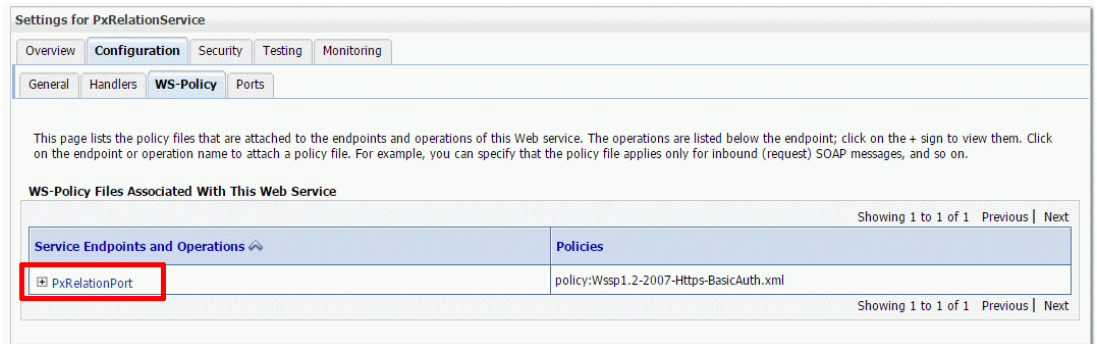 Settings for PxRelationService
Overview Configuration Security Testing Monitoring
General Handlers WS-Policy Ports
This page lists the policy files that are attached to the endpoints and operations of this Web service. The operations are listed below the endpoint; click on the + sign to view them. Click
on the endpoint or operation name to attach a policy file. For example, you can specify that the policy file applies only for inbound (request) SOAP messages, and so on.
WS-Policy Files Associated With This Web Service
Showing 1 to 1 of 1 Previous | Next
Service Endpoints and Operations Policies
PxRelationPort policy:Wssp1.2-2007-Https-BasicAuth.xml
Showing 1 to 1 of 1 Previous | Next